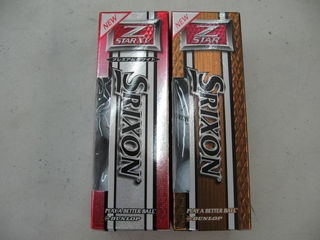 NEW
Z
STAR XV
SRIXON
PLAY A BETTER BALL
DUNLOP
NEW
Z
STAR
SRIXON
PLAY A BETTER BALL
DUNLOP